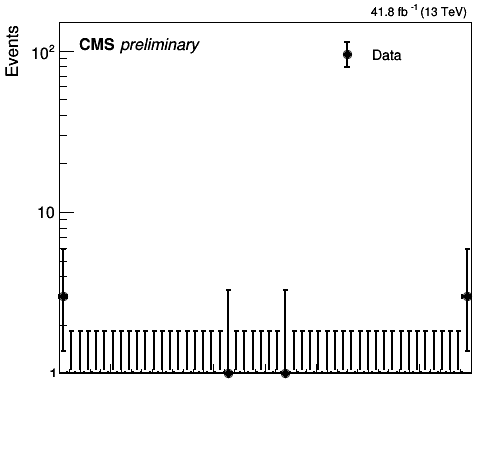 41.8 fb⁻¹ (13 TeV)
CMS preliminary
Data
Events
10²
10
1